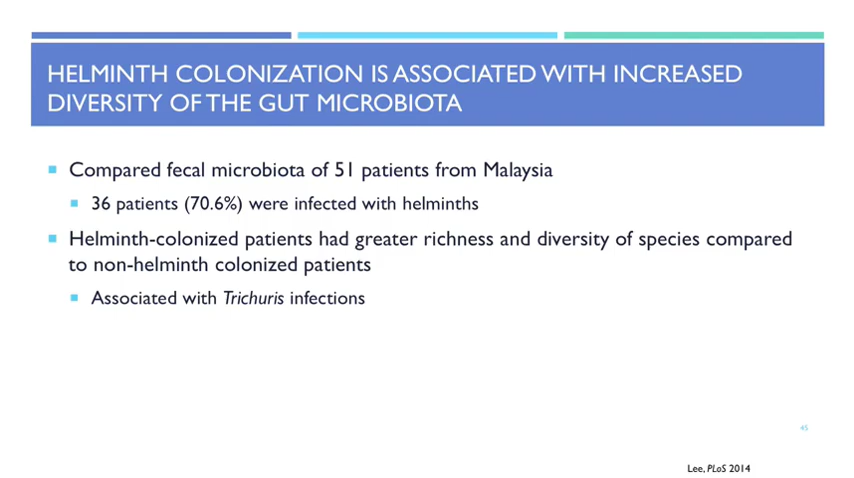 HELMINTH COLONIZATION IS ASSOCIATED WITH INCREASED
DIVERSITY OF THE GUT MICROBIOTA
Compared fecal microbiota of 51 patients from Malaysia
36 patients (70.6%) were infected with helminths
Helminth-colonized patients had greater richness and diversity of species compared
to non-helminth colonized patients
Associated with Trichuris infections
45
Lee, PLoS 2014